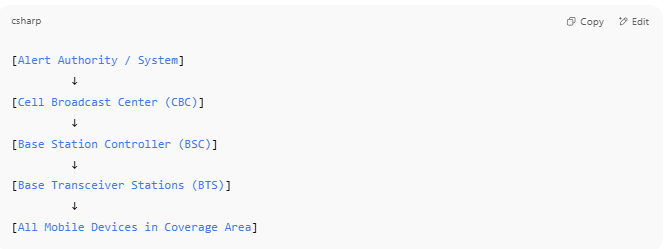 csharp Copy Edit
[Alert Authority / System]
↓
[Cell Broadcast Center (CBC)]
↓
[Base Station Controller (BSC)]
↓
[Base Transceiver Stations (BTS)]
↓
[All Mobile Devices in Coverage Area]